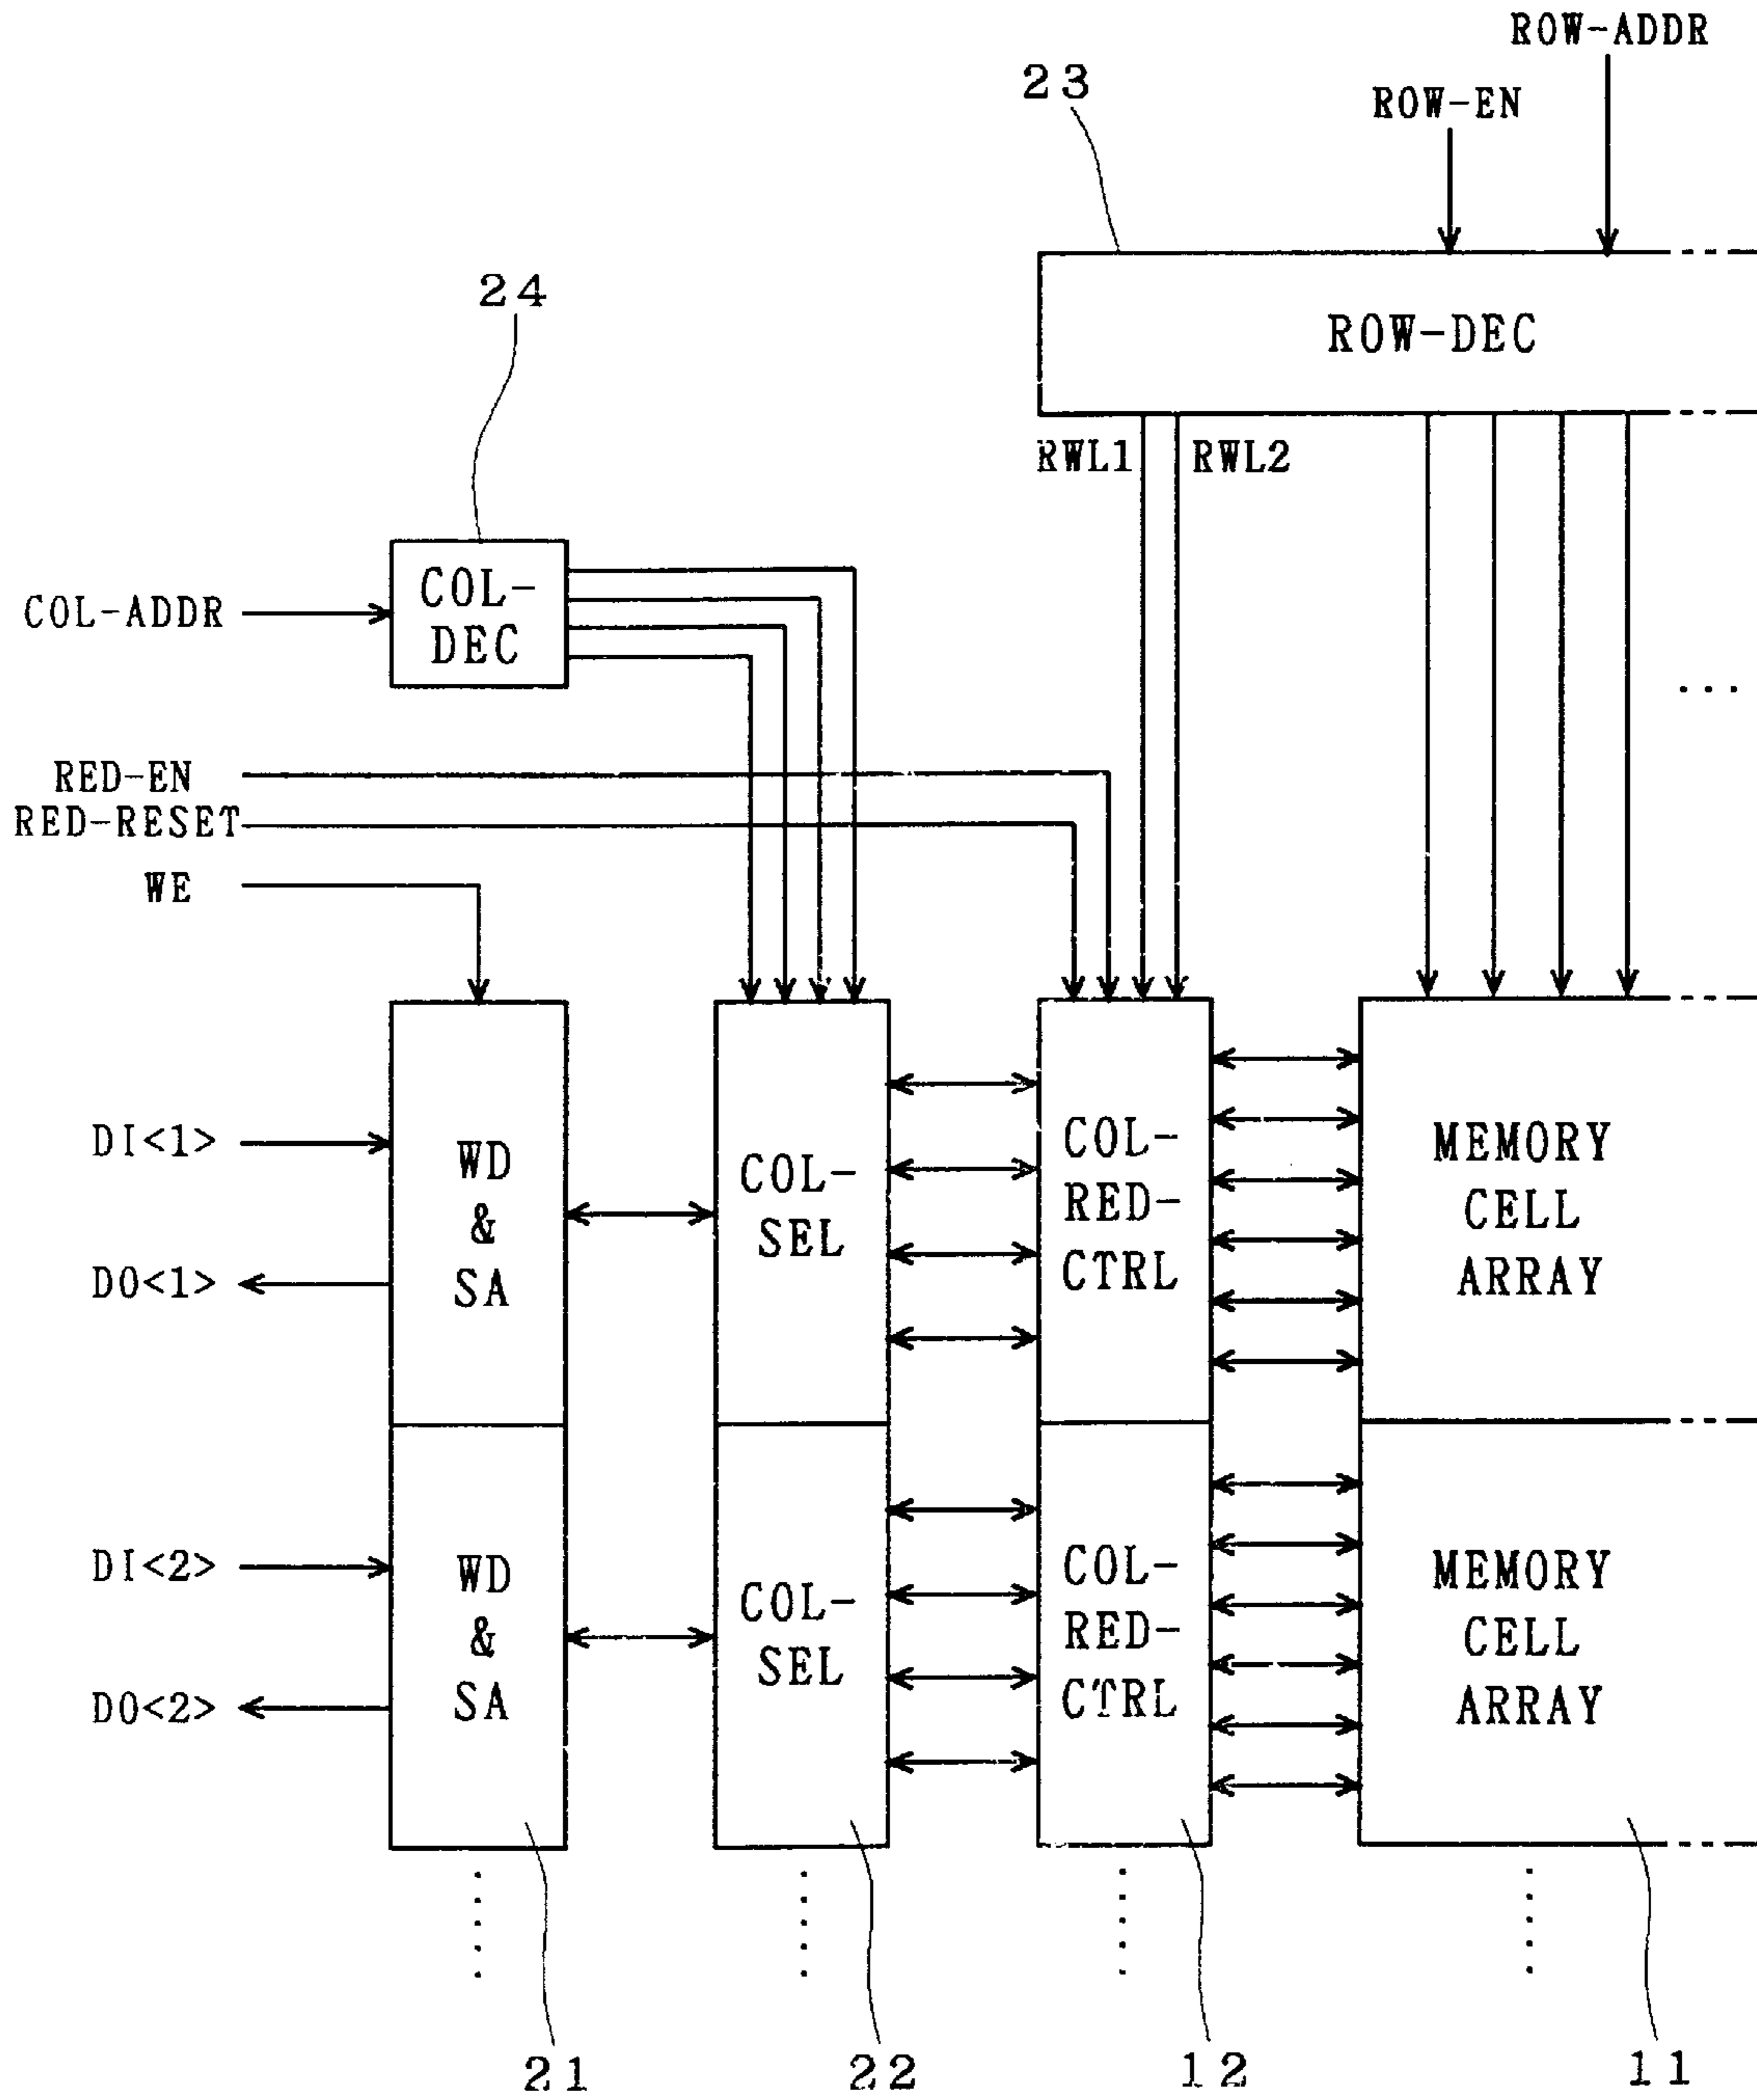 ROW-ADDR
23
ROW-EN
24
ROW-DEC
RWL1
RWL2
COL-
DEC
COL-ADDR
...
RED-EN
RED-RESET
WE
DI<1>
DO<1>
WD
&
SA
COL-
SEL
COL-
RED-
CTRL
MEMORY
CELL
ARRAY
DI<2>
DO<2>
WD
&
SA
COL-
SEL
COL-
RED-
CTRL
MEMORY
CELL
ARRAY
21
22
12
11